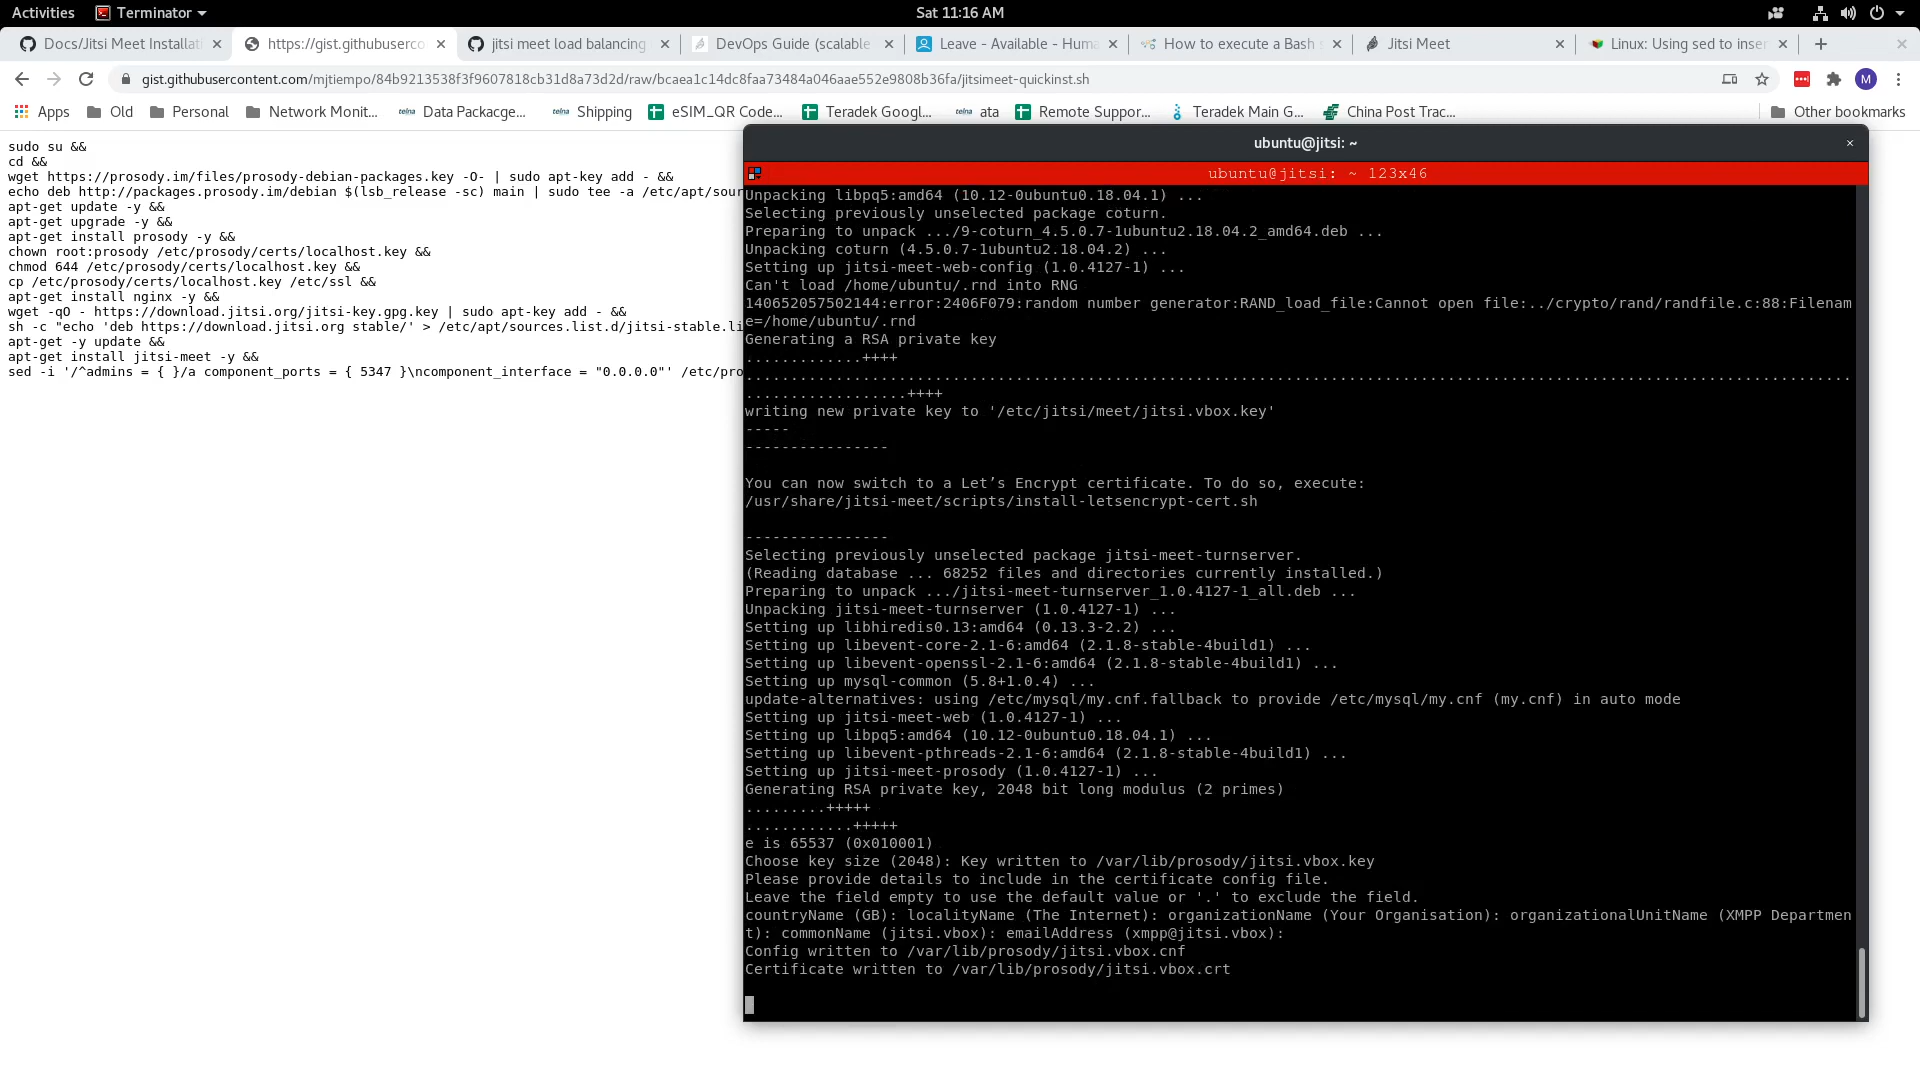 Activities
Terminator
Sat 11:16 AM
Docs/Jitsi Meet Installati
https://gist.githubuserco
jitsi meet load balancing
DevOps Guide (scalable
Leave - Available - Huma
How to execute a Bash s
Jitsi Meet
Linux: Using sed to inser
gist.githubusercontent.com/mjtiempo/84b9213538f3f9607818cb31d8a73d2d/raw/bcaea1c14dc8faa73484a046aae552e9808b36fa/jitsimeet-quickinst.sh
M
Apps
Old
Personal
Network Monit...
telna Data Packacge...
telna Shipping
eSIM_QR Code...
Teradek Googl...
telna ata
Remote Suppor...
Teradek Main G...
China Post Trac...
Other bookmarks
sudo su &&
cd &&
wget https://prosody.im/files/prosody-debian-packages.key -O- | sudo apt-key add - &&
echo deb http://packages.prosody.im/debian $(lsb_release -sc) main | sudo tee -a /etc/apt/sour
apt-get update -y &&
apt-get upgrade -y &&
apt-get install prosody -y &&
chown root:prosody /etc/prosody/certs/localhost.key &&
chmod 644 /etc/prosody/certs/localhost.key &&
cp /etc/prosody/certs/localhost.key /etc/ssl &&
apt-get install nginx -y &&
wget -qO - https://download.jitsi.org/jitsi-key.gpg.key | sudo apt-key add - &&
sh -c "echo 'deb https://download.jitsi.org stable/' > /etc/apt/sources.list.d/jitsi-stable.li
apt-get -y update &&
apt-get install jitsi-meet -y &&
sed -i '/^admins = { }/a component_ports = { 5347 }\ncomponent_interface = "0.0.0.0"' /etc/pro
ubuntu@jitsi: ~
ubuntu@jitsi: ~ 123x46
Unpacking libpq5:amd64 (10.12-0ubuntu0.18.04.1) ...
Selecting previously unselected package coturn.
Preparing to unpack .../9-coturn_4.5.0.7-1ubuntu2.18.04.2_amd64.deb ...
Unpacking coturn (4.5.0.7-1ubuntu2.18.04.2) ...
Setting up jitsi-meet-web-config (1.0.4127-1) ...
Can't load /home/ubuntu/.rnd into RNG
140652057502144:error:2406F079:random number generator:RAND_load_file:Cannot open file:../crypto/rand/randfile.c:88:Filenam
e=/home/ubuntu/.rnd
Generating a RSA private key
.............++++
...........................................................................................................................
..................++++
writing new private key to '/etc/jitsi/meet/jitsi.vbox.key'
-----
----------------
You can now switch to a Let’s Encrypt certificate. To do so, execute:
/usr/share/jitsi-meet/scripts/install-letsencrypt-cert.sh
----------------
Selecting previously unselected package jitsi-meet-turnserver.
(Reading database ... 68252 files and directories currently installed.)
Preparing to unpack .../jitsi-meet-turnserver_1.0.4127-1_all.deb ...
Unpacking jitsi-meet-turnserver (1.0.4127-1) ...
Setting up libhiredis0.13:amd64 (0.13.3-2.2) ...
Setting up libevent-core-2.1-6:amd64 (2.1.8-stable-4build1) ...
Setting up libevent-openssl-2.1-6:amd64 (2.1.8-stable-4build1) ...
Setting up mysql-common (5.8+1.0.4) ...
update-alternatives: using /etc/mysql/my.cnf.fallback to provide /etc/mysql/my.cnf (my.cnf) in auto mode
Setting up jitsi-meet-web (1.0.4127-1) ...
Setting up libpq5:amd64 (10.12-0ubuntu0.18.04.1) ...
Setting up libevent-pthreads-2.1-6:amd64 (2.1.8-stable-4build1) ...
Setting up jitsi-meet-prosody (1.0.4127-1) ...
Generating RSA private key, 2048 bit long modulus (2 primes)
.........+++++
............+++++
e is 65537 (0x010001)
Choose key size (2048): Key written to /var/lib/prosody/jitsi.vbox.key
Please provide details to include in the certificate config file.
Leave the field empty to use the default value or '.' to exclude the field.
countryName (GB): localityName (The Internet): organizationName (Your Organisation): organizationalUnitName (XMPP Departmen
t): commonName (jitsi.vbox): emailAddress (xmpp@jitsi.vbox):
Config written to /var/lib/prosody/jitsi.vbox.cnf
Certificate written to /var/lib/prosody/jitsi.vbox.crt